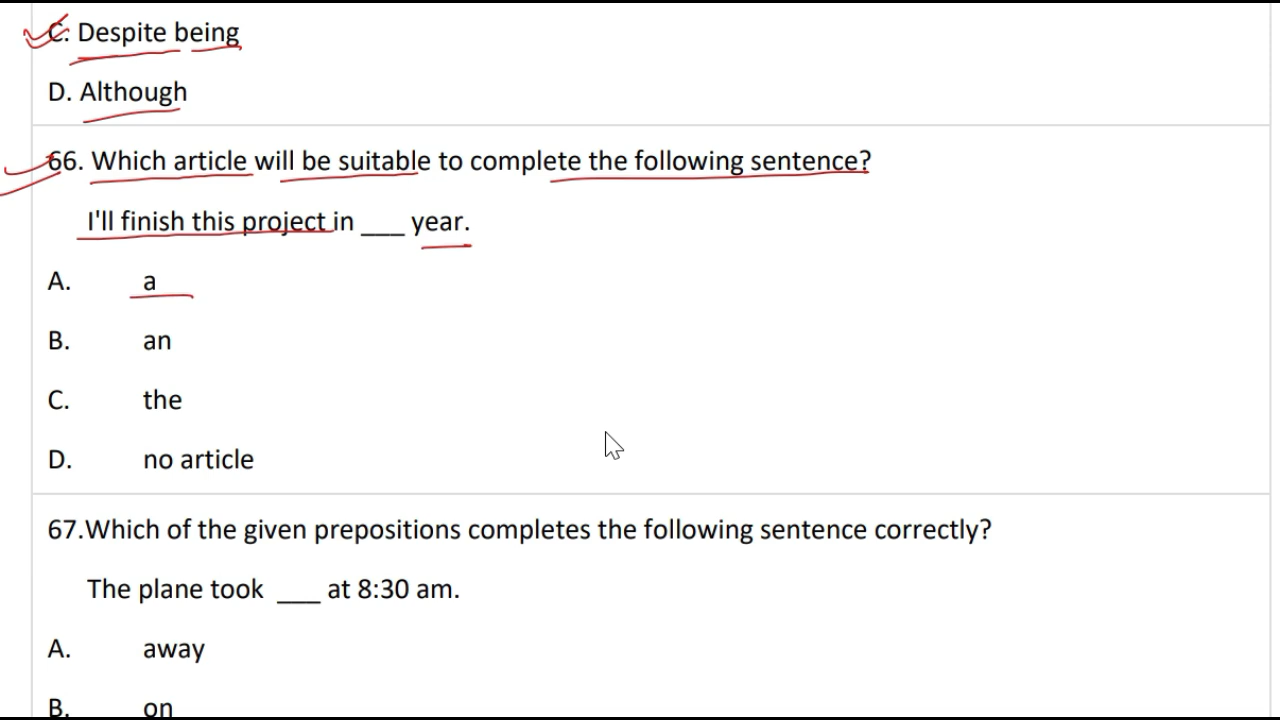 C. Despite being
D. Although
66. Which article will be suitable to complete the following sentence?
I'll finish this project in ___ year.
A. a
B. an
C. the
D. no article
67.Which of the given prepositions completes the following sentence correctly?
The plane took ___ at 8:30 am.
A. away
B. on